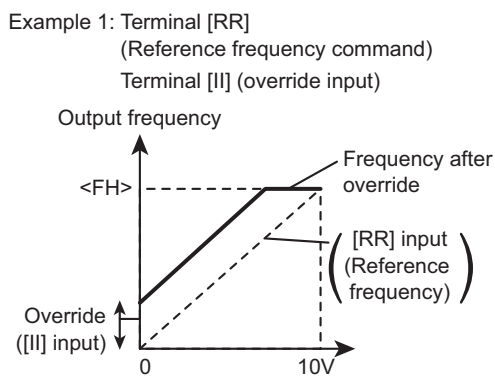 Example 1: Terminal [RR]
(Reference frequency command)
Terminal [II] (override input)
Output frequency
<FH>
Frequency after
override
[RR] input
(Reference
frequency)
Override
([II] input)
0
10V